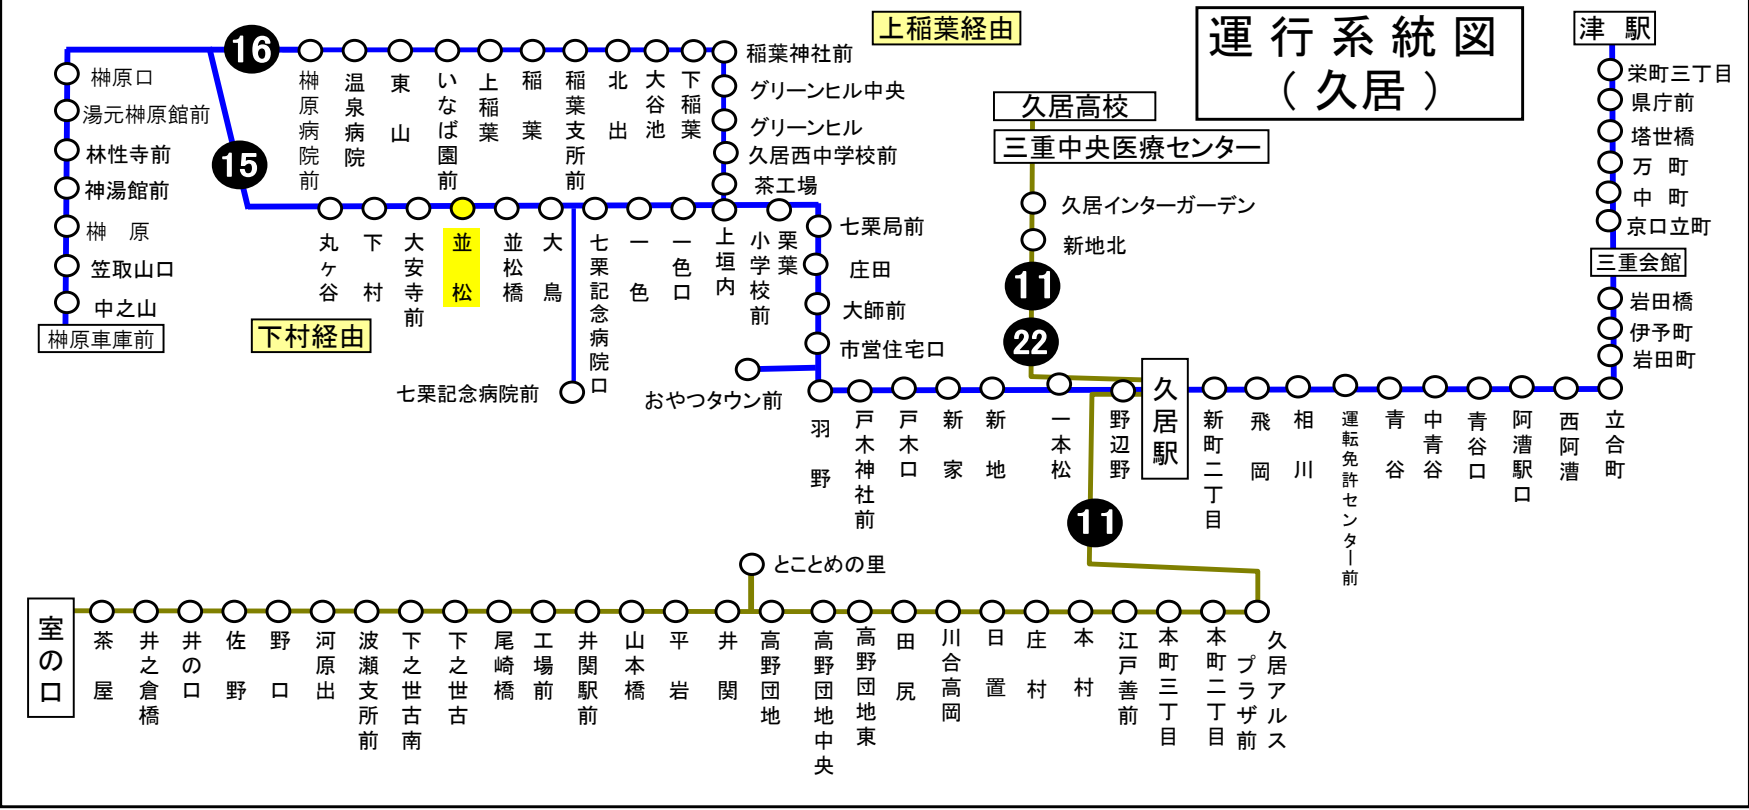 運行系統図
（久居）
上稲葉経由
下村経由
津駅
栄町三丁目
県庁前
塔世橋
万町
中町
京口立町
三重会館
岩田橋
伊予町
岩田町
立合町
西阿漕
阿漕駅口
青谷口
中青谷
青谷
運転免許センター前
相川
飛岡
新町二丁目
久居駅
野辺野
一本松
新地
新家
戸木口
戸木神社前
羽野
おやつタウン前
市営住宅口
大師前
庄田
七栗局前
栗葉小学校前
上垣内
一色口
一色
七栗記念病院口
七栗記念病院前
大鳥
並松橋
並松
大安寺前
下村
丸ヶ谷
15
16
茶工場
久居西中学校前
グリーンヒル
グリーンヒル中央
稲葉神社前
下稲葉
大谷池
北出
稲葉支所前
稲葉
上稲葉
いなば園前
東山
温泉病院
榊原病院前
榊原口
湯元榊原館前
林性寺前
神湯館前
榊原
笠取山口
中之山
榊原車庫前
久居高校
三重中央医療センター
久居インターガーデン
新地北
11
22
11
久居アルスプラザ前
本町二丁目
本町三丁目
江戸善前
本村
庄村
日置
川合高岡
田尻
高野団地東
高野団地中央
高野団地
とことめの里
井関
平岩
山本橋
井関駅前
工場前
尾崎橋
下之世古
下之世古南
波瀬支所前
河原出
野口
佐野
井の口
井之倉橋
茶屋
室の口